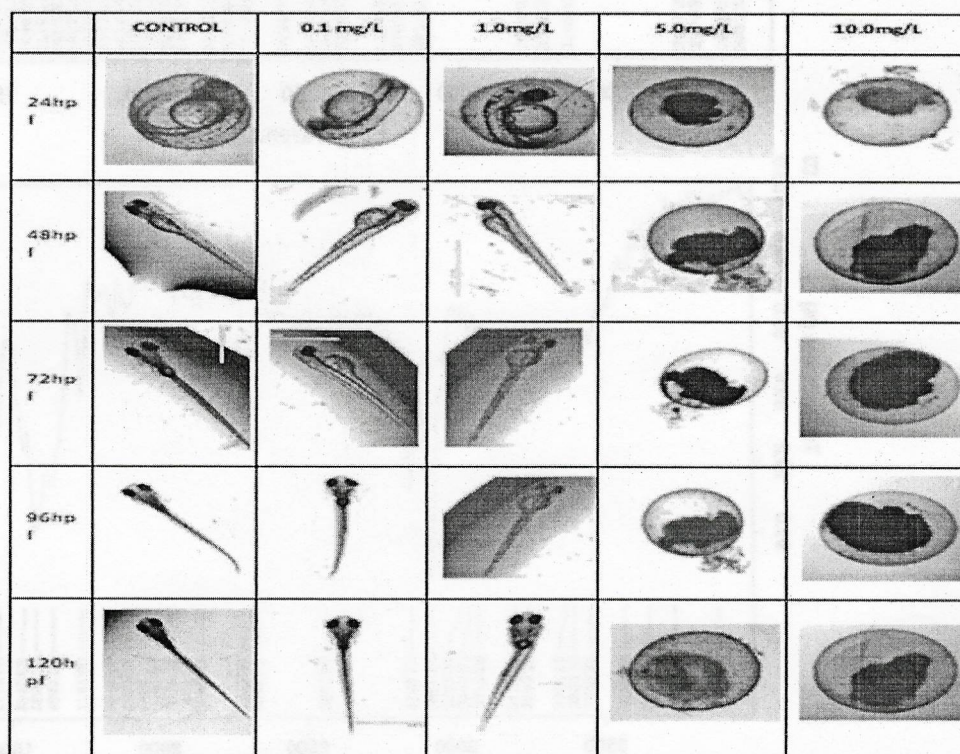 CONTROL 0.1 mg/L 1.0mg/L 5.0mg/L 10.0mg/L
24hp
f
48hp
f
72hp
f
96hp
f
120h
pf